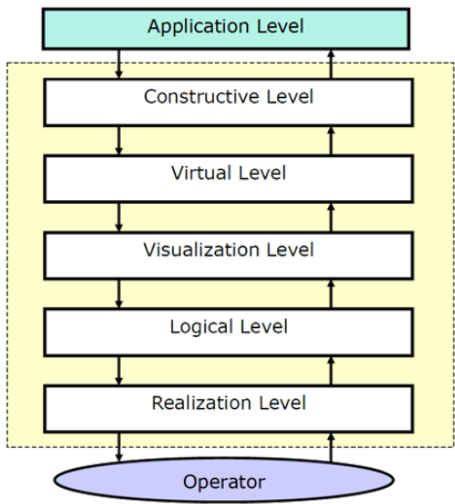 Application Level
Constructive Level
Virtual Level
Visualization Level
Logical Level
Realization Level
Operator